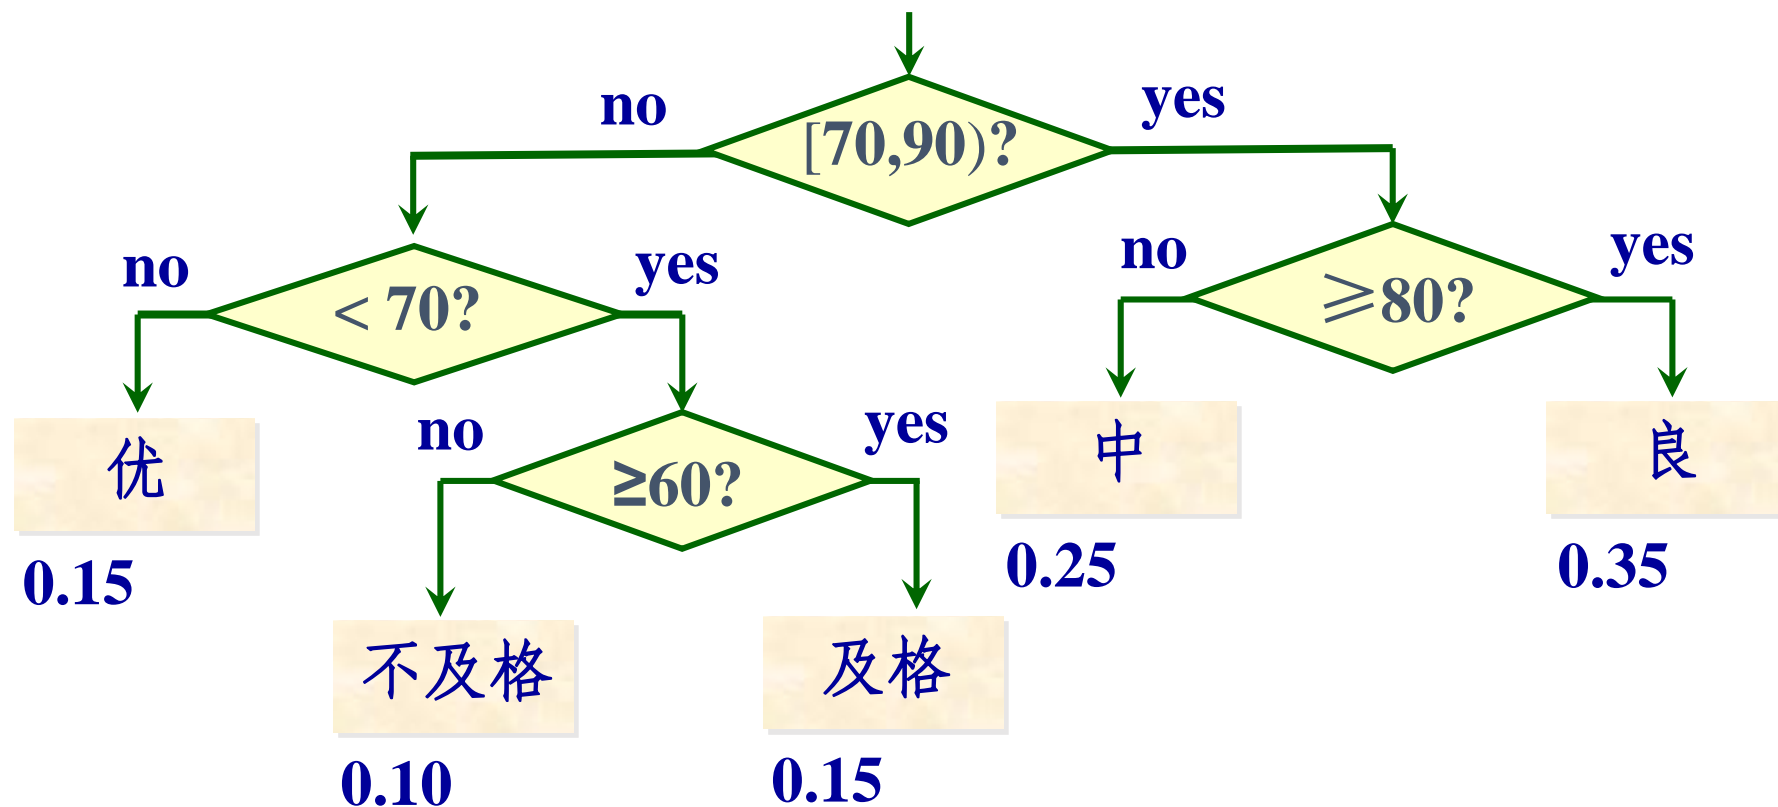 no
yes
[70,90)?
no
yes
< 70?
no
yes
≥80?
no
yes
≥60?
优
0.15
中
0.25
良
0.35
不及格
0.10
及格
0.15